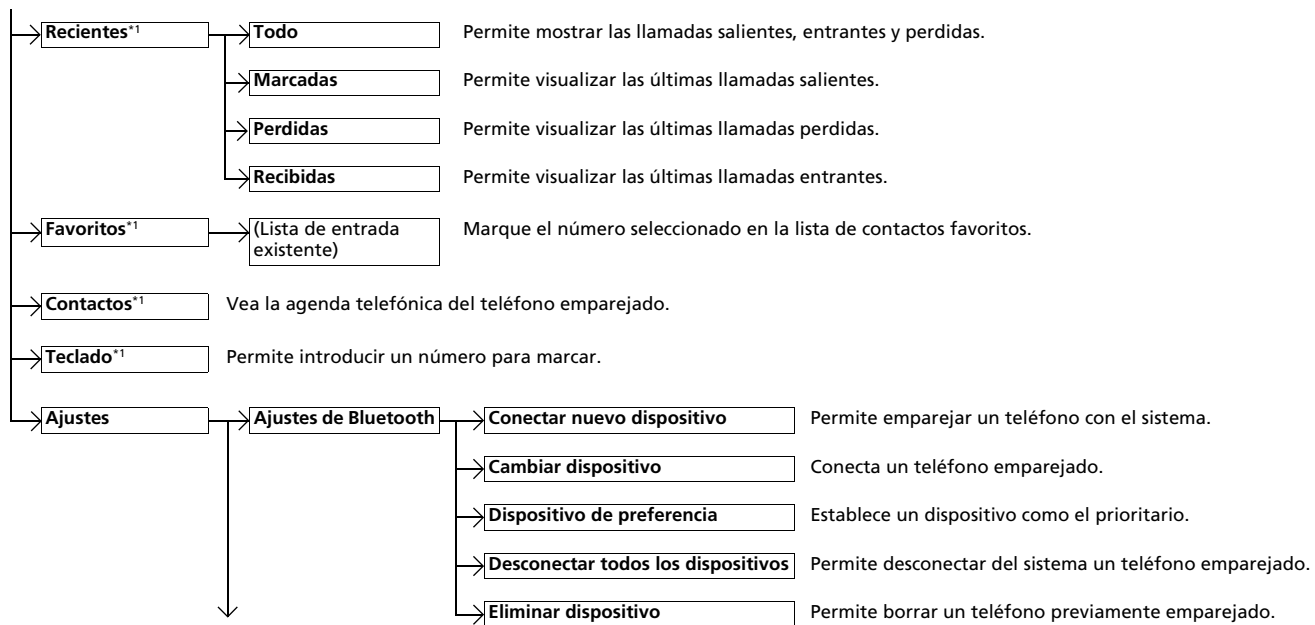 Recientes*1
Todo
Permite mostrar las llamadas salientes, entrantes y perdidas.
Marcadas
Permite visualizar las últimas llamadas salientes.
Perdidas
Permite visualizar las últimas llamadas perdidas.
Recibidas
Permite visualizar las últimas llamadas entrantes.
Favoritos*1
(Lista de entrada
existente)
Marque el número seleccionado en la lista de contactos favoritos.
Contactos*1
Vea la agenda telefónica del teléfono emparejado.
Teclado*1
Permite introducir un número para marcar.
Ajustes
Ajustes de Bluetooth
Conectar nuevo dispositivo
Permite emparejar un teléfono con el sistema.
Cambiar dispositivo
Conecta un teléfono emparejado.
Dispositivo de preferencia
Establece un dispositivo como el prioritario.
Desconectar todos los dispositivos
Permite desconectar del sistema un teléfono emparejado.
Eliminar dispositivo
Permite borrar un teléfono previamente emparejado.